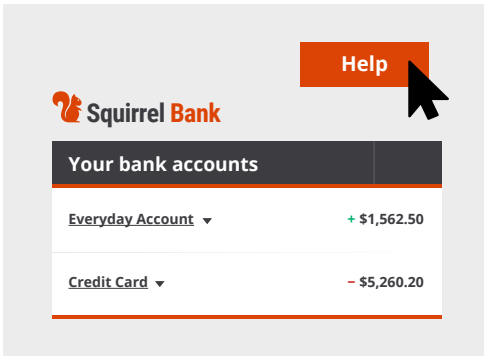 Help
Squirrel Bank
Your bank accounts
Everyday Account + $1,562.50
Credit Card − $5,260.20